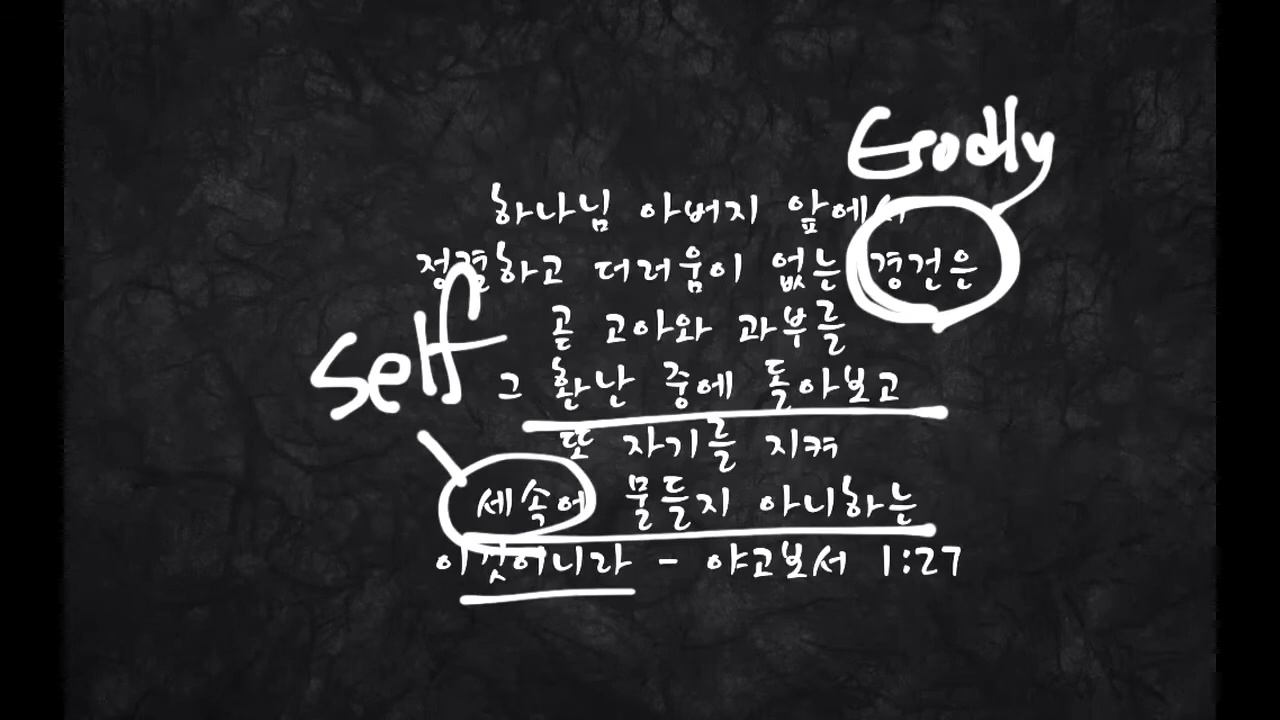 Godly
하나님 아버지 앞에서
정결하고 더러움이 없는 경건은
곧 고아와 과부를
Self
그 환난 중에 돌아보고
또 자기를 지켜
세속에 물들지 아니하는
이것이니라 - 야고보서 1:27